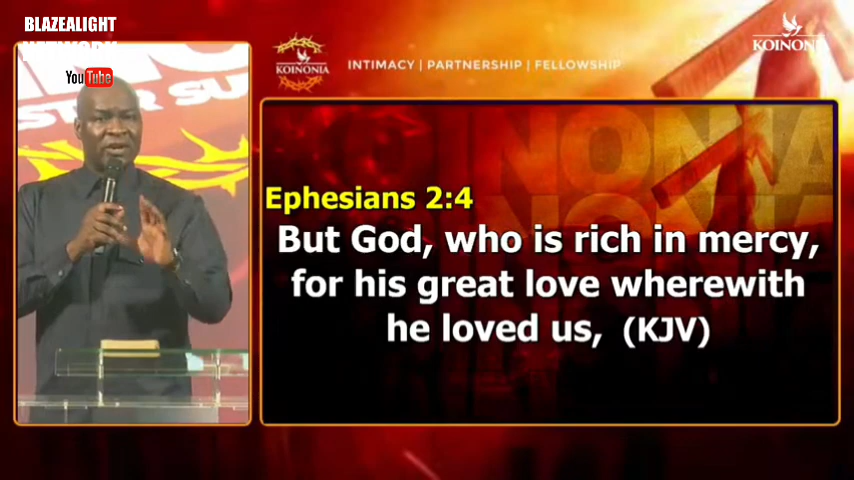 BLAZEALIGHT
NETWORK
YouTube
KOINONIA
INTIMACY | PARTNERSHIP | FELLOWSHIP
KOINONIA
Ephesians 2:4
But God, who is rich in mercy,
for his great love wherewith
he loved us, (KJV)